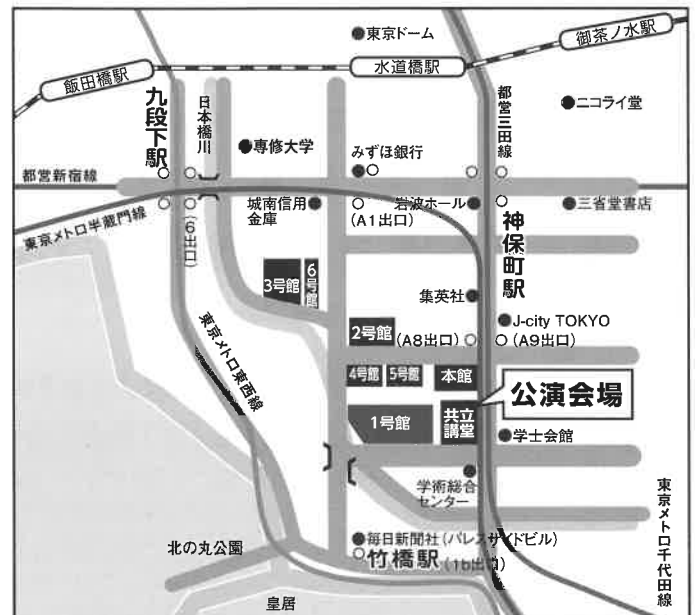 東京ドーム
御茶ノ水駅
飯田橋駅
水道橋駅
九段下駅
日本橋川
都営三田線
ニコライ堂
専修大学
みずほ銀行
都営新宿線
城南信用
金庫
(A1出口)
岩波ホール
三省堂書店
東京メトロ半蔵門線
(6出口)
神保町駅
3号館
6号館
集英社
2号館
(A8出口)
J-city TOKYO
(A9出口)
東京メトロ東西線
4号館
5号館
本館
公演会場
1号館
共立
講堂
学士会館
学術総合
センター
東京メトロ千代田線
毎日新聞社(パレスサイドビル)
竹橋駅(1b出口)
北の丸公園
皇居